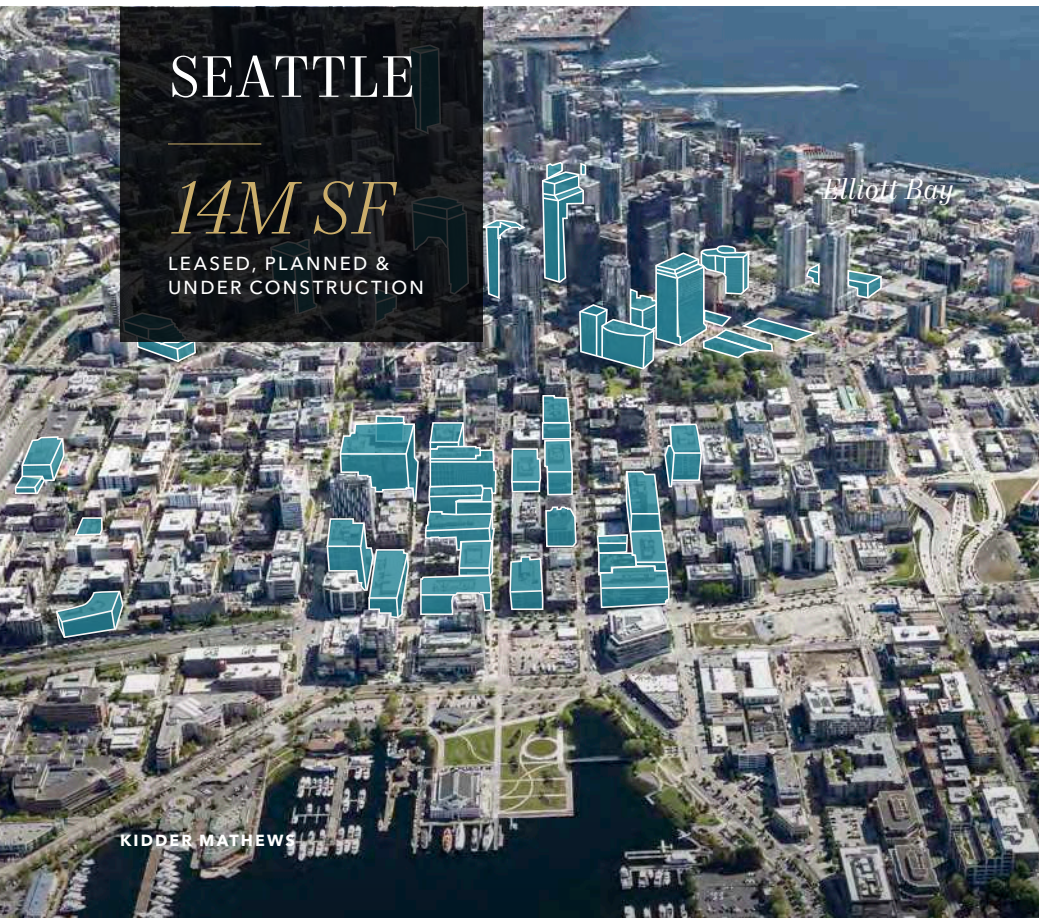 SEATTLE
14M SF
LEASED, PLANNED &
UNDER CONSTRUCTION
Elliott Bay
KIDDER MATHEWS